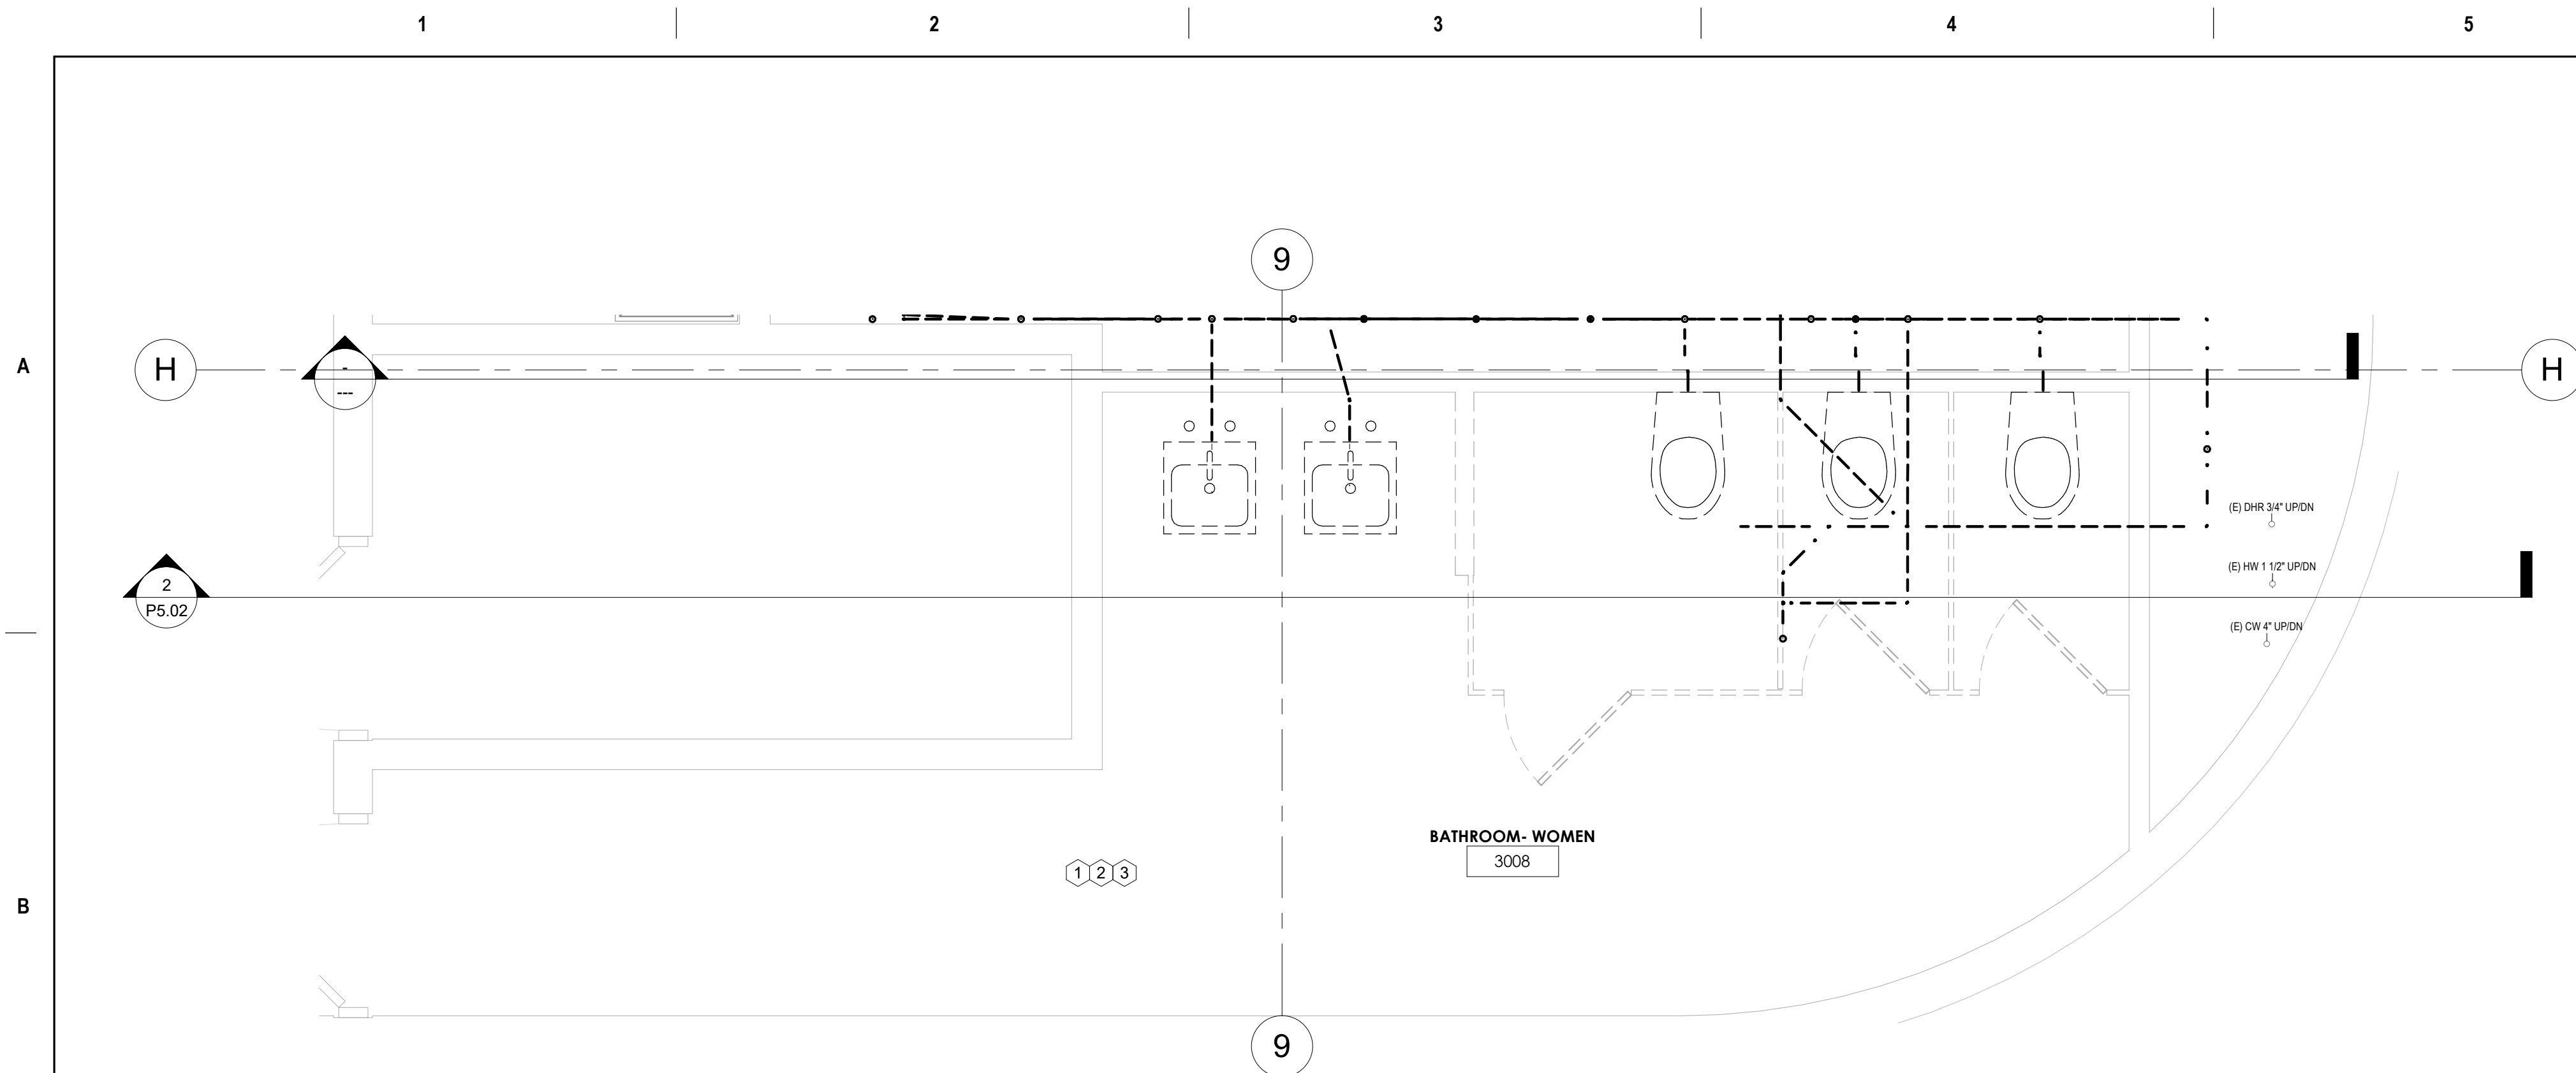 1 2 3 4 5
9
A
H
-
---
H
(E) DHR 3/4" UP/DN
(E) HW 1 1/2" UP/DN
2
P5.02
(E) CW 4" UP/DN
BATHROOM- WOMEN
3008
1 2 3
B
9